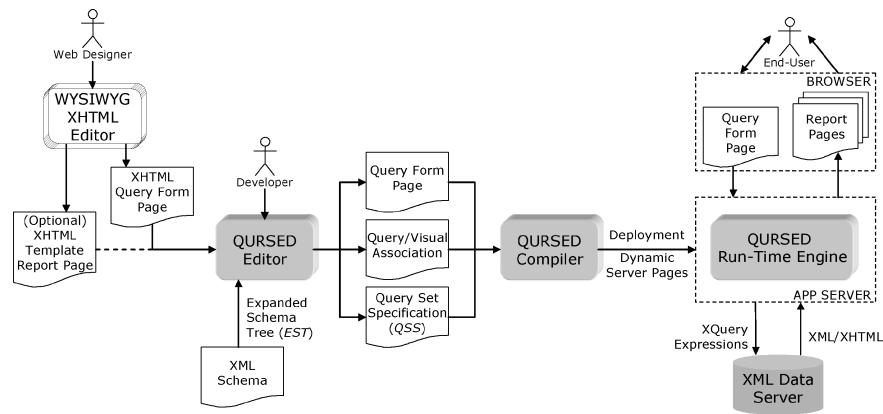 Web Designer
WYSIWYG
XHTML
Editor
XHTML
Query Form
Page
(Optional)
XHTML
Template
Report Page
Developer
QURSED
Editor
Expanded
Schema
Tree (EST)
XML
Schema
Query Form
Page
Query/Visual
Association
Query Set
Specification
(QSS)
QURSED
Compiler
Deployment
Dynamic
Server Pages
End-User
BROWSER
Query
Form
Page
Report
Pages
QURSED
Run-Time Engine
APP SERVER
XQuery
Expressions
XML/XHTML
XML Data
Server